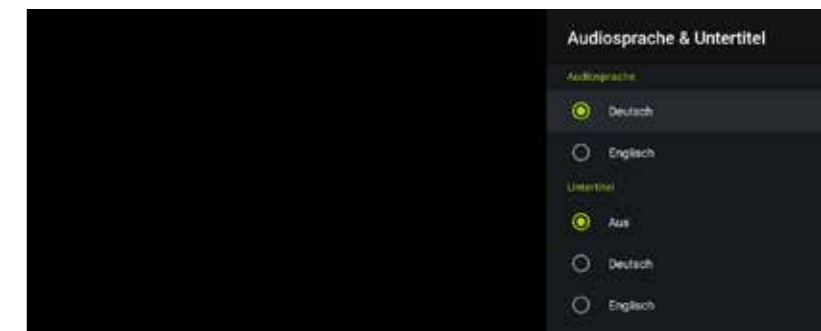 Audiosprache & Untertitel
Audiosprache
Deutsch
Englisch
Untertitel
Aus
Deutsch
Englisch